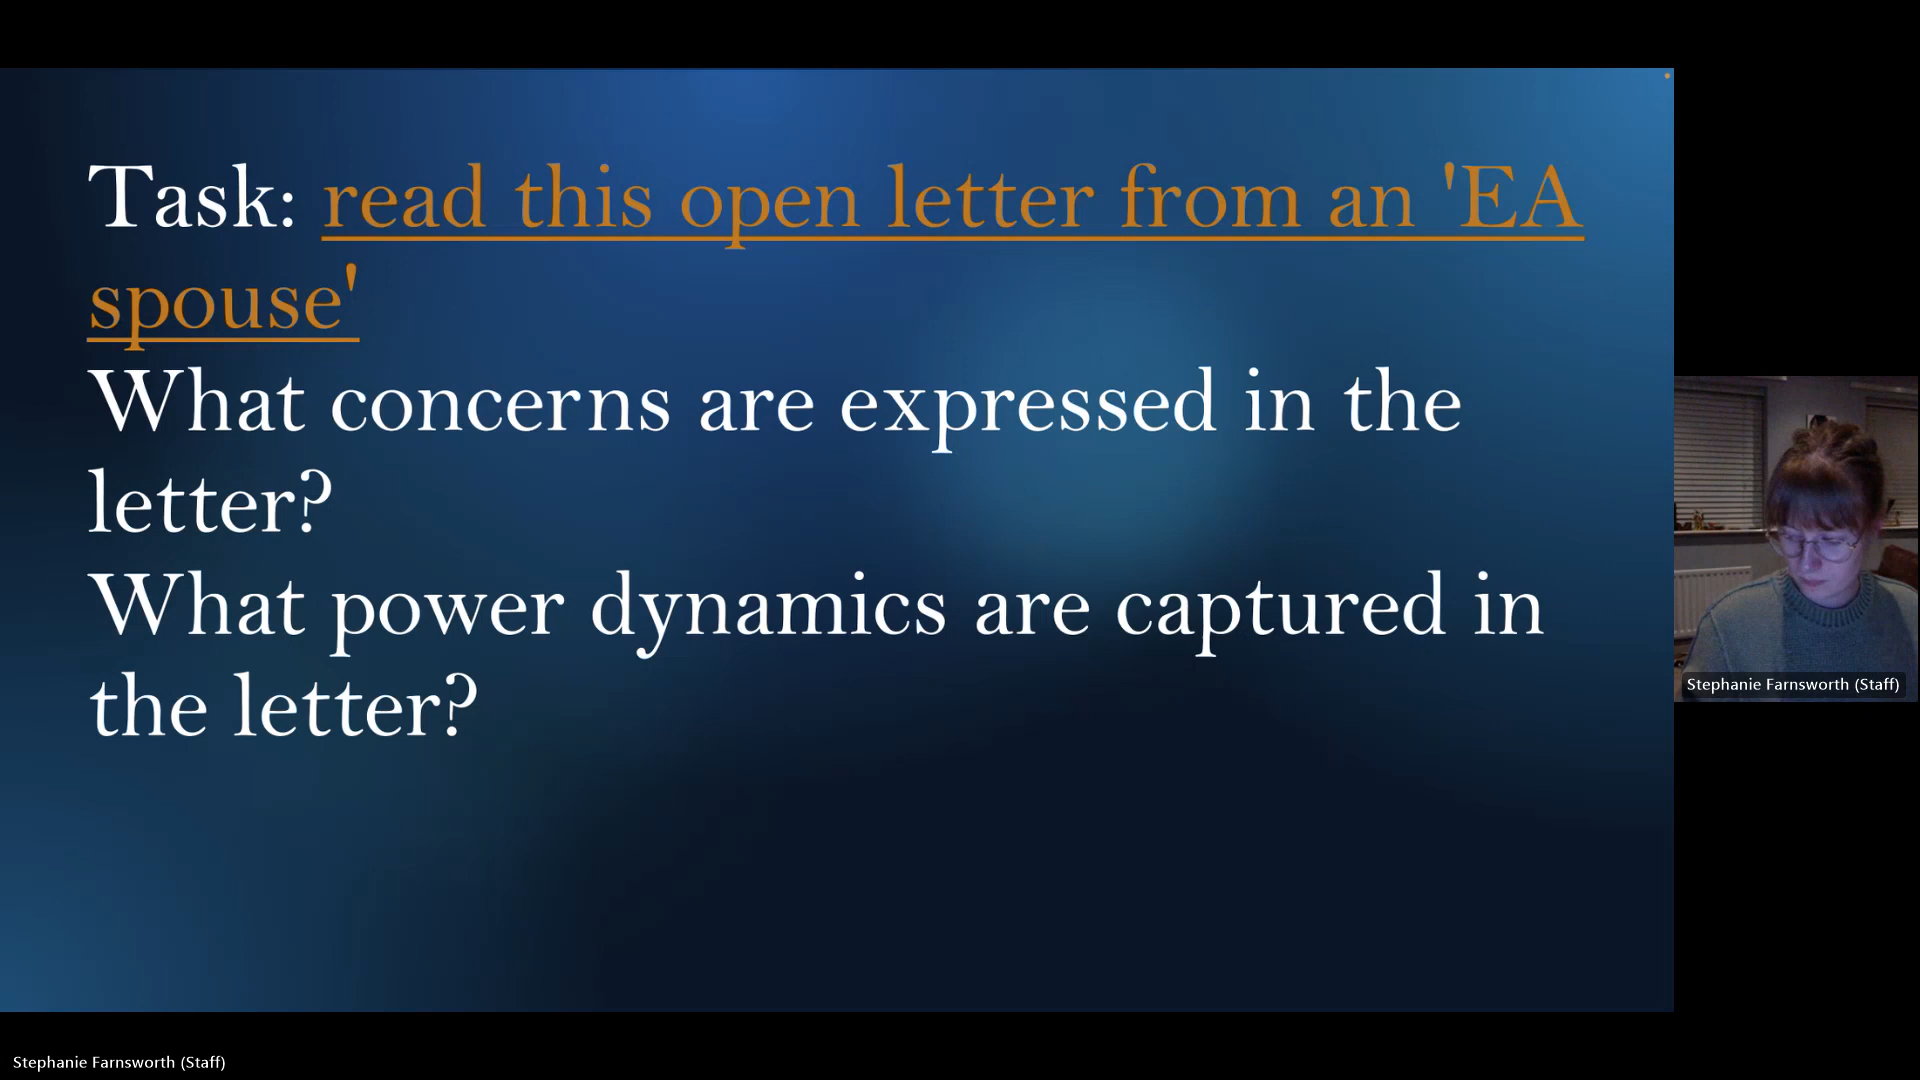 Task: read this open letter from an 'EA
spouse'
What concerns are expressed in the
letter?
What power dynamics are captured in
the letter?
Stephanie Farnsworth (Staff)
Stephanie Farnsworth (Staff)